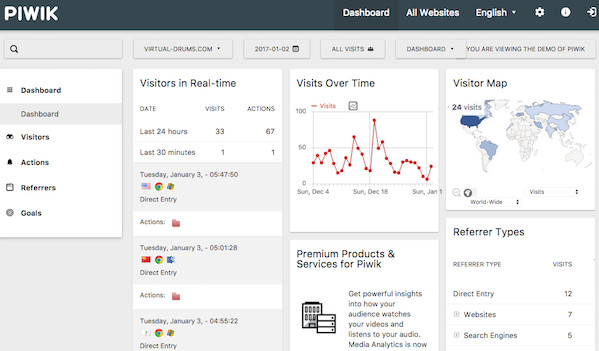 PIWIK
Dashboard
All Websites
English
VIRTUAL-DRUMS.COM
2017-01-02
ALL VISITS
DASHBOARD
YOU ARE VIEWING THE DEMO OF PIWIK
Dashboard
Dashboard
Visitors
Actions
Referrers
Goals
Visitors in Real-time
DATE VISITS ACTIONS
Last 24 hours 33 67
Last 30 minutes 1 1
Tuesday, January 3, - 05:47:50
Direct Entry
Actions:
Tuesday, January 3, - 05:01:28
Direct Entry
Actions:
Tuesday, January 3, - 04:55:22
Direct Entry
Visits Over Time
Visits
100
50
0
Sun, Dec 4 Sun, Dec 18 Sun, Jan 1
Premium Products &
Services for Piwik
Get powerful insights
into how your
audience watches
your videos and
listens to your audio.
Media Analytics is now
Visitor Map
24 visits
Visits
World-Wide
Referrer Types
REFERRER TYPE VISITS
Direct Entry 12
Websites 7
Search Engines 5